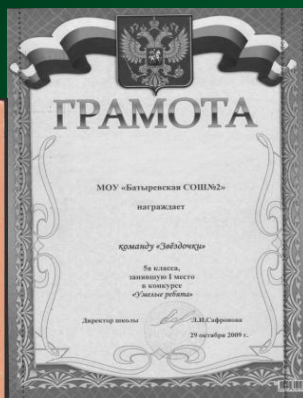 ГРАМОТА
МОУ «Батыревская СОШ№2»
награждает
команду «Звёздочки»
5а класса,
занявшую I место
в конкурсе
«Умелые ребята»
Директор школы Л.И.Сафронова
29 октября 2009 г.